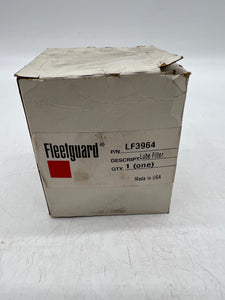 Fleetguard®
P/N. LF3964
DESCRIPT. Lube Filter
QTY. 1 (one)
Made in USA